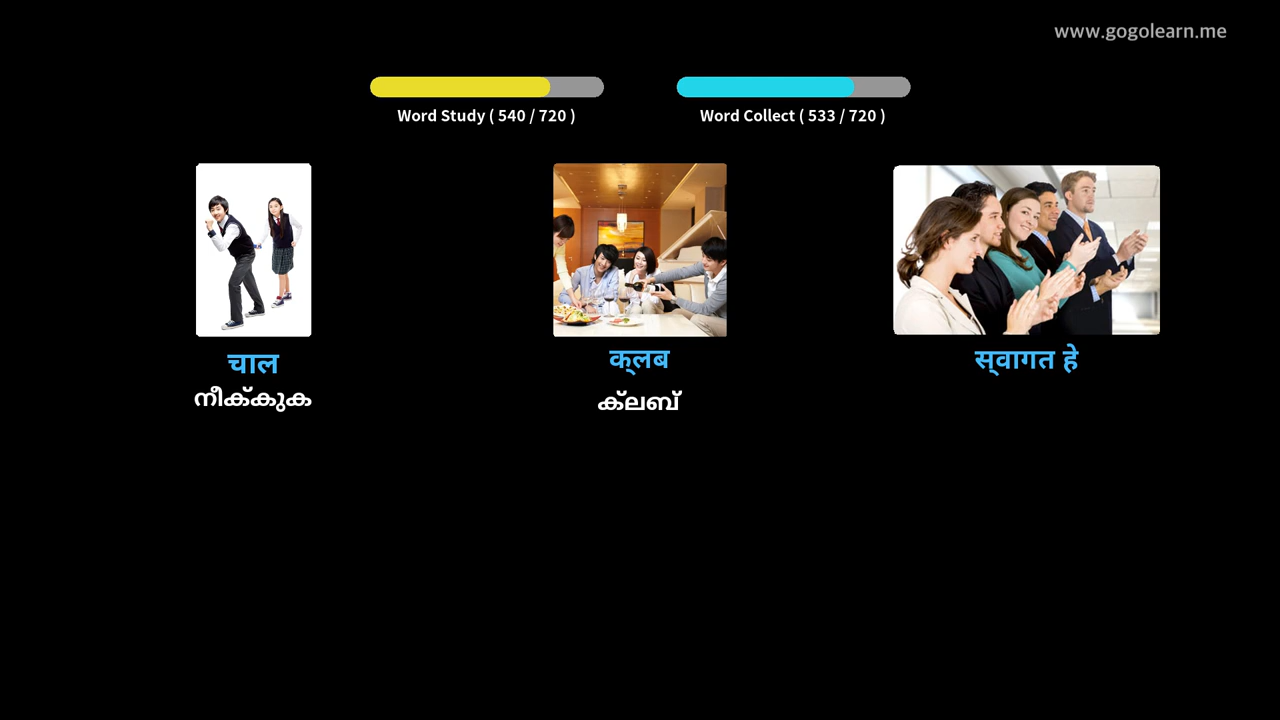 www.gogolearn.me
Word Study ( 540 / 720 )
Word Collect ( 533 / 720 )
चाल
നീക്കുക
क्लब
ക്ലബ്
स्वागत हे